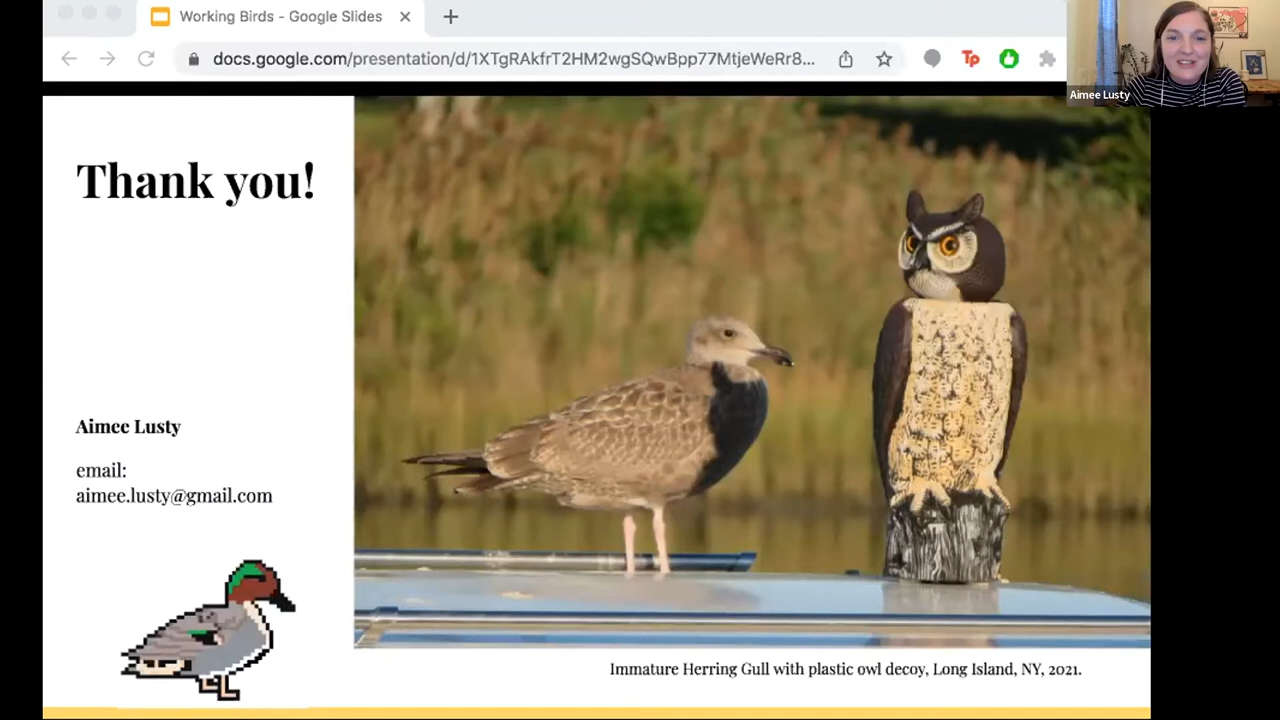 Working Birds - Google Slides
docs.google.com/presentation/d/1XTgRAkfrT2HM2wgSQwBpp77MtjeWeRr8...
Tp
Aimee Lusty
Thank you!
Aimee Lusty
email:
aimee.lusty@gmail.com
Immature Herring Gull with plastic owl decoy, Long Island, NY, 2021.